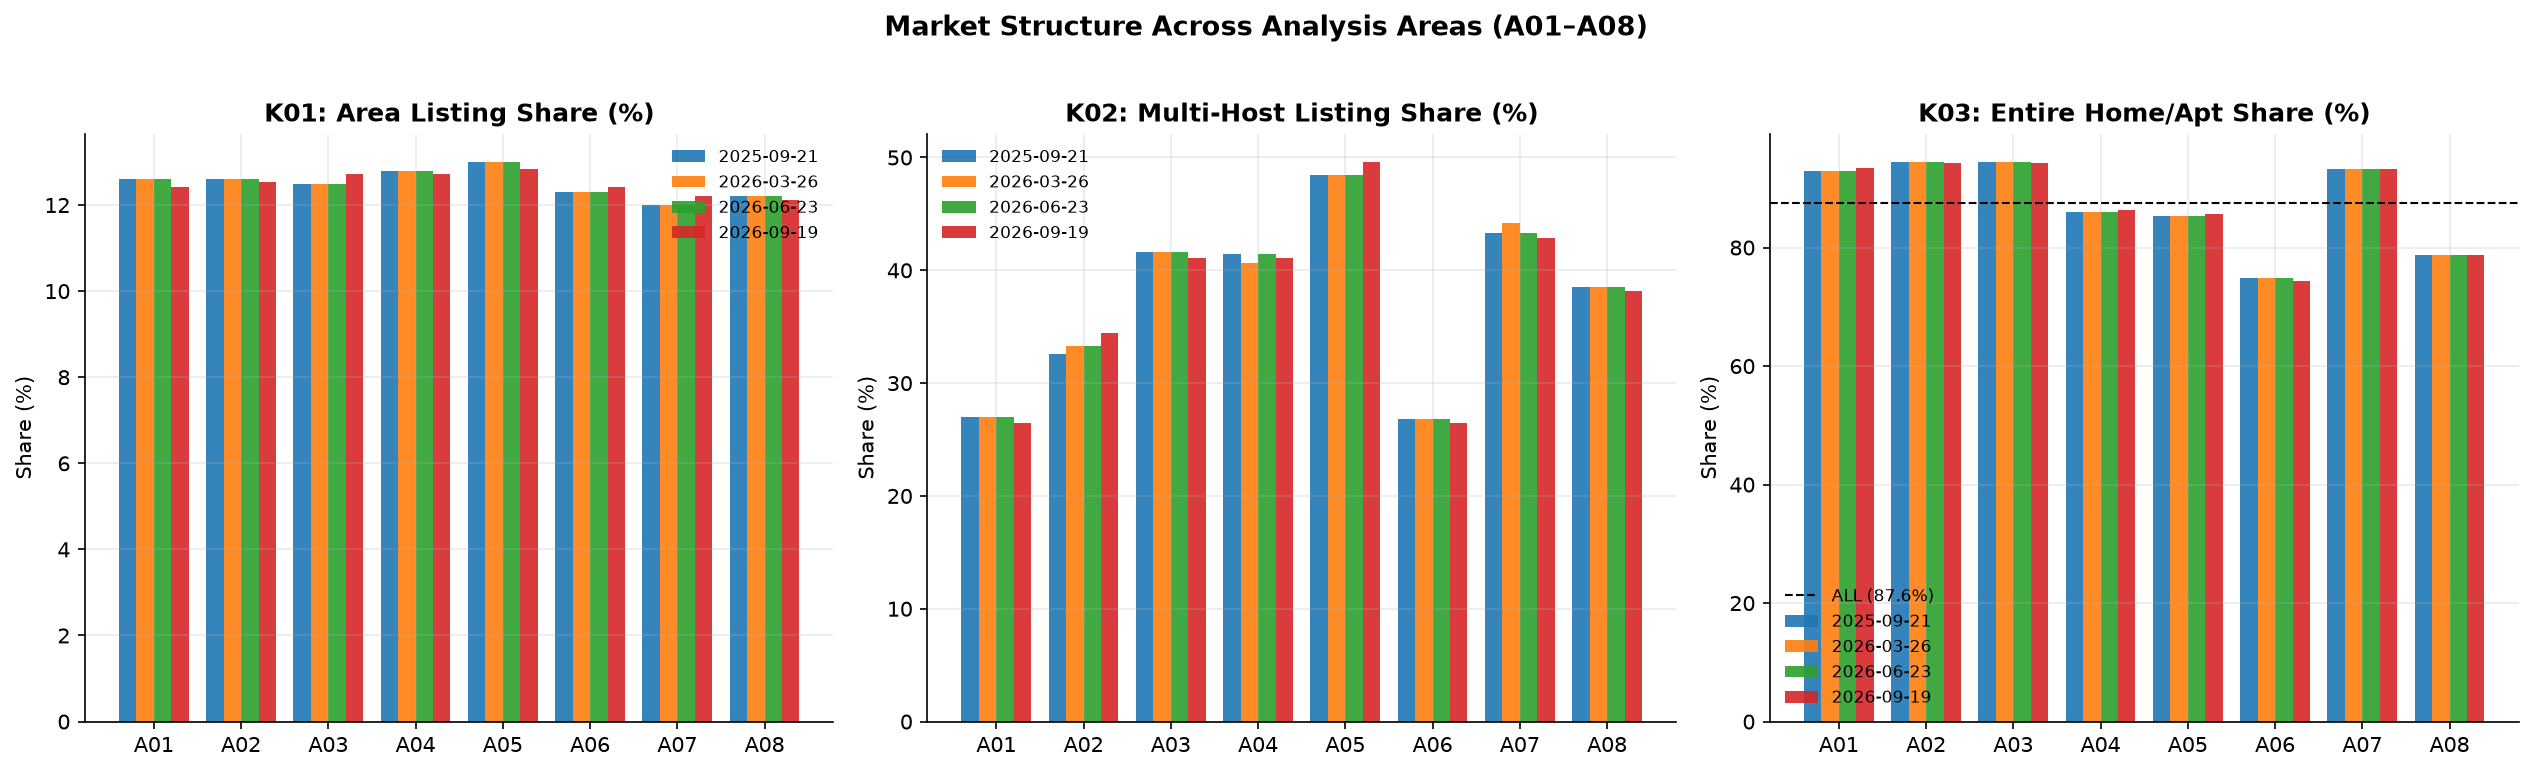 Market Structure Across Analysis Areas (A01–A08)
K01: Area Listing Share (%)
Share (%)
12
10
8
6
4
2
0
2025-09-21
2026-03-26
2026-06-23
2026-09-19
A01 A02 A03 A04 A05 A06 A07 A08
K02: Multi-Host Listing Share (%)
Share (%)
50
40
30
20
10
0
2025-09-21
2026-03-26
2026-06-23
2026-09-19
A01 A02 A03 A04 A05 A06 A07 A08
K03: Entire Home/Apt Share (%)
Share (%)
80
60
40
20
0
ALL (87.6%)
2025-09-21
2026-03-26
2026-06-23
2026-09-19
A01 A02 A03 A04 A05 A06 A07 A08